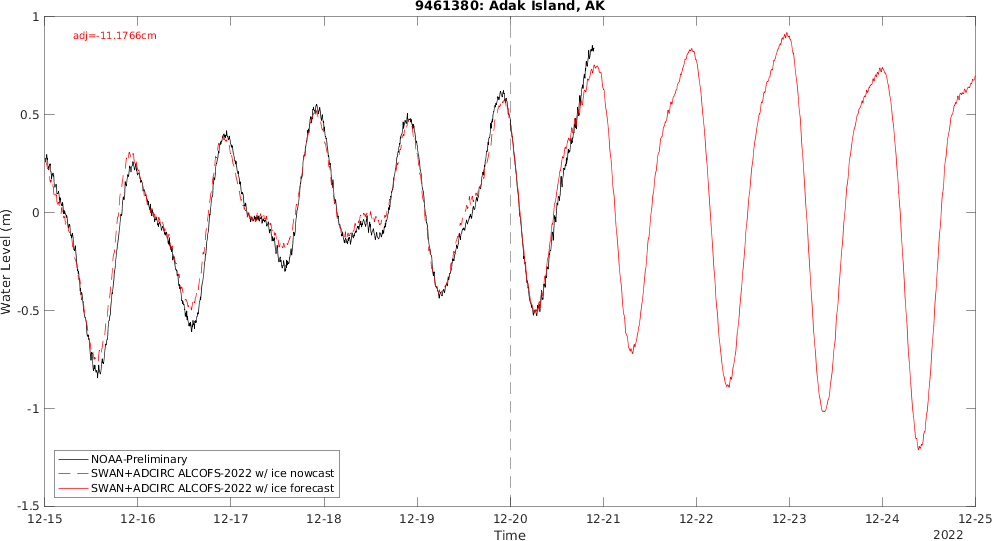 9461380: Adak Island, AK
adj=-11.1766cm
1
0.5
0
-0.5
-1
-1.5
Water Level (m)
NOAA-Preliminary
SWAN+ADCIRC ALCOFS-2022 w/ ice nowcast
SWAN+ADCIRC ALCOFS-2022 w/ ice forecast
12-15 12-16 12-17 12-18 12-19 12-20 12-21 12-22 12-23 12-24 12-25
Time
2022